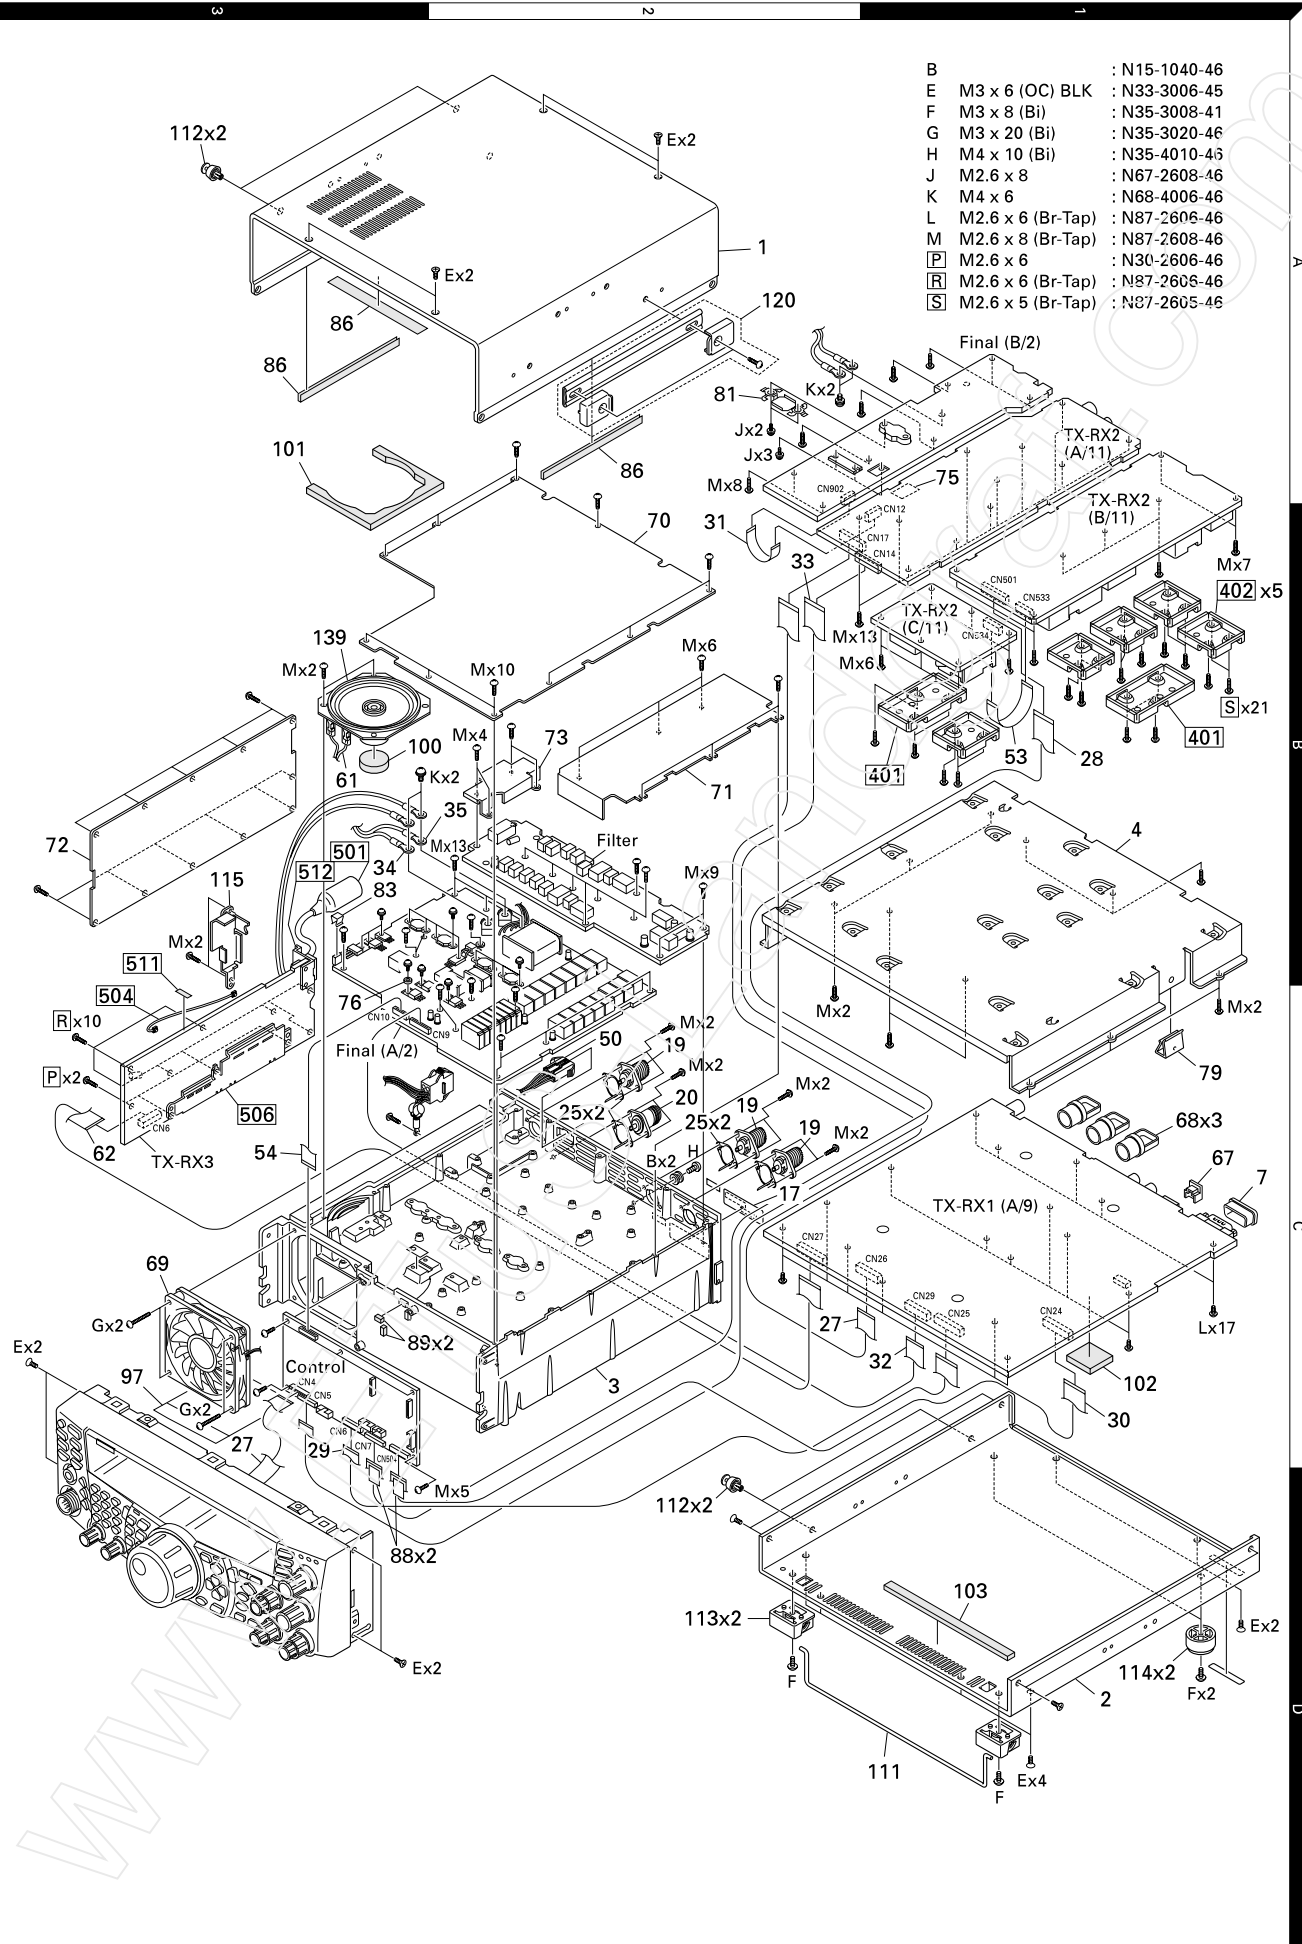 3 2 1
B : N15-1040-46
E M3 x 6 (OC) BLK : N33-3006-45
F M3 x 8 (Bi) : N35-3008-41
G M3 x 20 (Bi) : N35-3020-46
H M4 x 10 (Bi) : N35-4010-46
J M2.6 x 8 : N67-2608-46
K M4 x 6 : N68-4006-46
L M2.6 x 6 (Br-Tap) : N87-2606-46
M M2.6 x 8 (Br-Tap) : N87-2608-46
P M2.6 x 6 : N30-2606-46
R M2.6 x 6 (Br-Tap) : N87-2606-46
S M2.6 x 5 (Br-Tap) : N87-2605-46
A
112x2
Ex2
1
Ex2
120
86
86
86
101
Final (B/2)
Kx2
81
Jx2
Jx3
Mx8
CN902
75
TX-RX2
(A/11)
TX-RX2
(B/11)
31
CN12
CN17
CN14
33
CN501
CN533
Mx7
402 x5
TX-RX2
(C/11)
CN534
Mx13
Mx6
S x21
401
401
53
28
B
70
139
Mx2
Mx10
Mx6
100
61
Mx4
73
Kx2
71
35
72
34
Mx13
Filter
501
512
83
Mx9
115
Mx2
511
504
R x10
P x2
CN6
506
62
TX-RX3
76
CN10
CN9
Final (A/2)
54
50
Mx2
19
Mx2
25x2
20
25x2
19
Mx2
19
Mx2
Bx2
H
17
4
Mx2
Mx2
79
68x3
67
7
TX-RX1 (A/9)
C
CN27
CN26
CN29
CN25
CN24
27
32
Lx17
102
30
69
Gx2
Ex2
97
Gx2
27
Control
CN4
CN5
CN6
CN7
CN50
29
89x2
3
Mx5
88x2
Ex2
112x2
113x2
103
F
111
F
Ex4
2
114x2
Fx2
Ex2
D